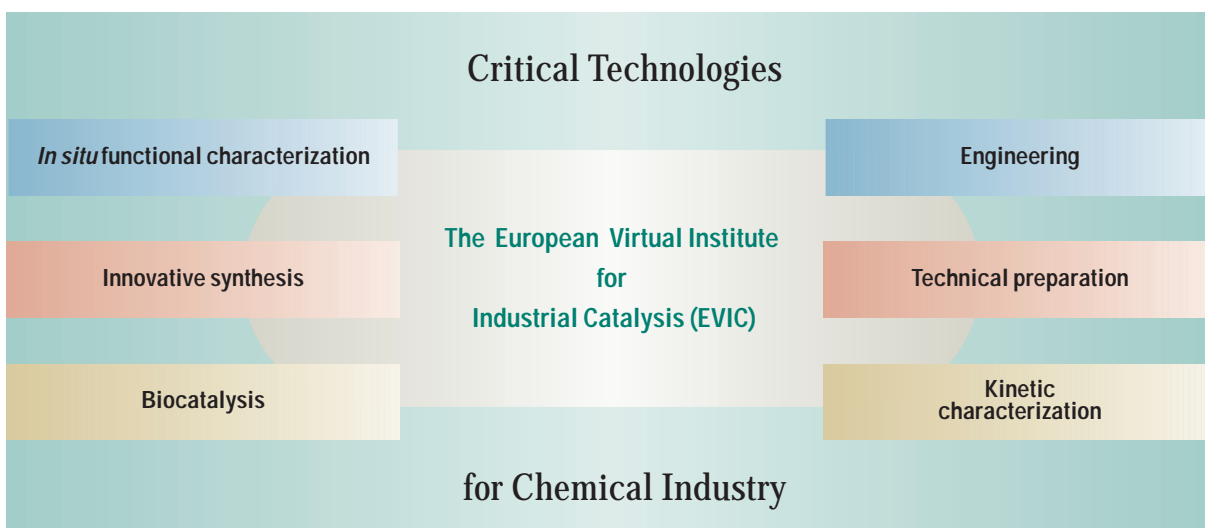 Critical Technologies
In situ functional characterization
Innovative synthesis
Biocatalysis
The European Virtual Institute
for
Industrial Catalysis (EVIC)
Engineering
Technical preparation
Kinetic
characterization
for Chemical Industry